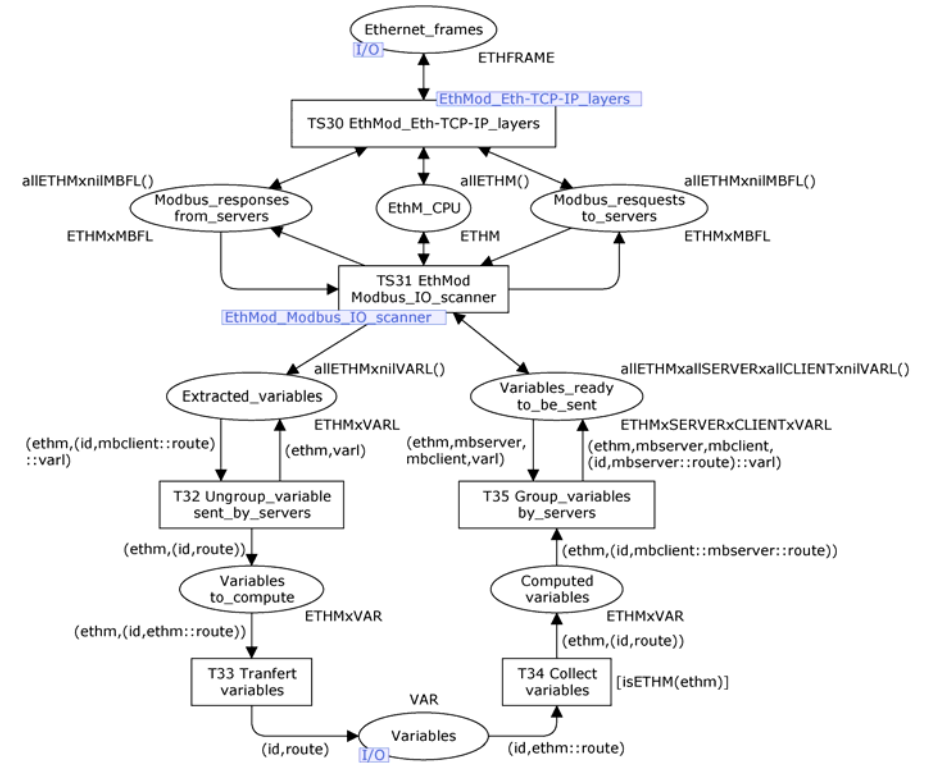 Ethernet_frames
I/O
ETHFRAME
EthMod_Eth-TCP-IP_layers
TS30 EthMod_Eth-TCP-IP_layers
allETHMxnilMBFL()
allETHM()
allETHMxnilMBFL()
Modbus_responses
from_servers
EthM_CPU
Modbus_resquests
to_servers
ETHMxMBFL
ETHM
ETHMxMBFL
TS31 EthMod
Modbus_IO_scanner
EthMod_Modbus_IO_scanner
allETHMxnilVARL()
allETHMxallSERVERxallCLIENTxnilVARL()
Extracted_variables
Variables_ready
to_be_sent
ETHMxVARL
ETHMxSERVERxCLIENTxVARL
(ethm,(id,mbclient::route)
::varl)
(ethm,varl)
(ethm,mbserver,
mbclient,varl)
(ethm,mbserver,mbclient,
(id,mbserver::route)::varl)
T32 Ungroup_variable
sent_by_servers
T35 Group_variables
by_servers
(ethm,(id,route))
(ethm,(id,mbclient::mbserver::route))
Variables
to_compute
Computed
variables
ETHMxVAR
ETHMxVAR
(ethm,(id,ethm::route))
(ethm,(id,route))
T33 Tranfert
variables
T34 Collect
variables
[isETHM(ethm)]
VAR
Variables
I/O
(id,route)
(id,ethm::route)